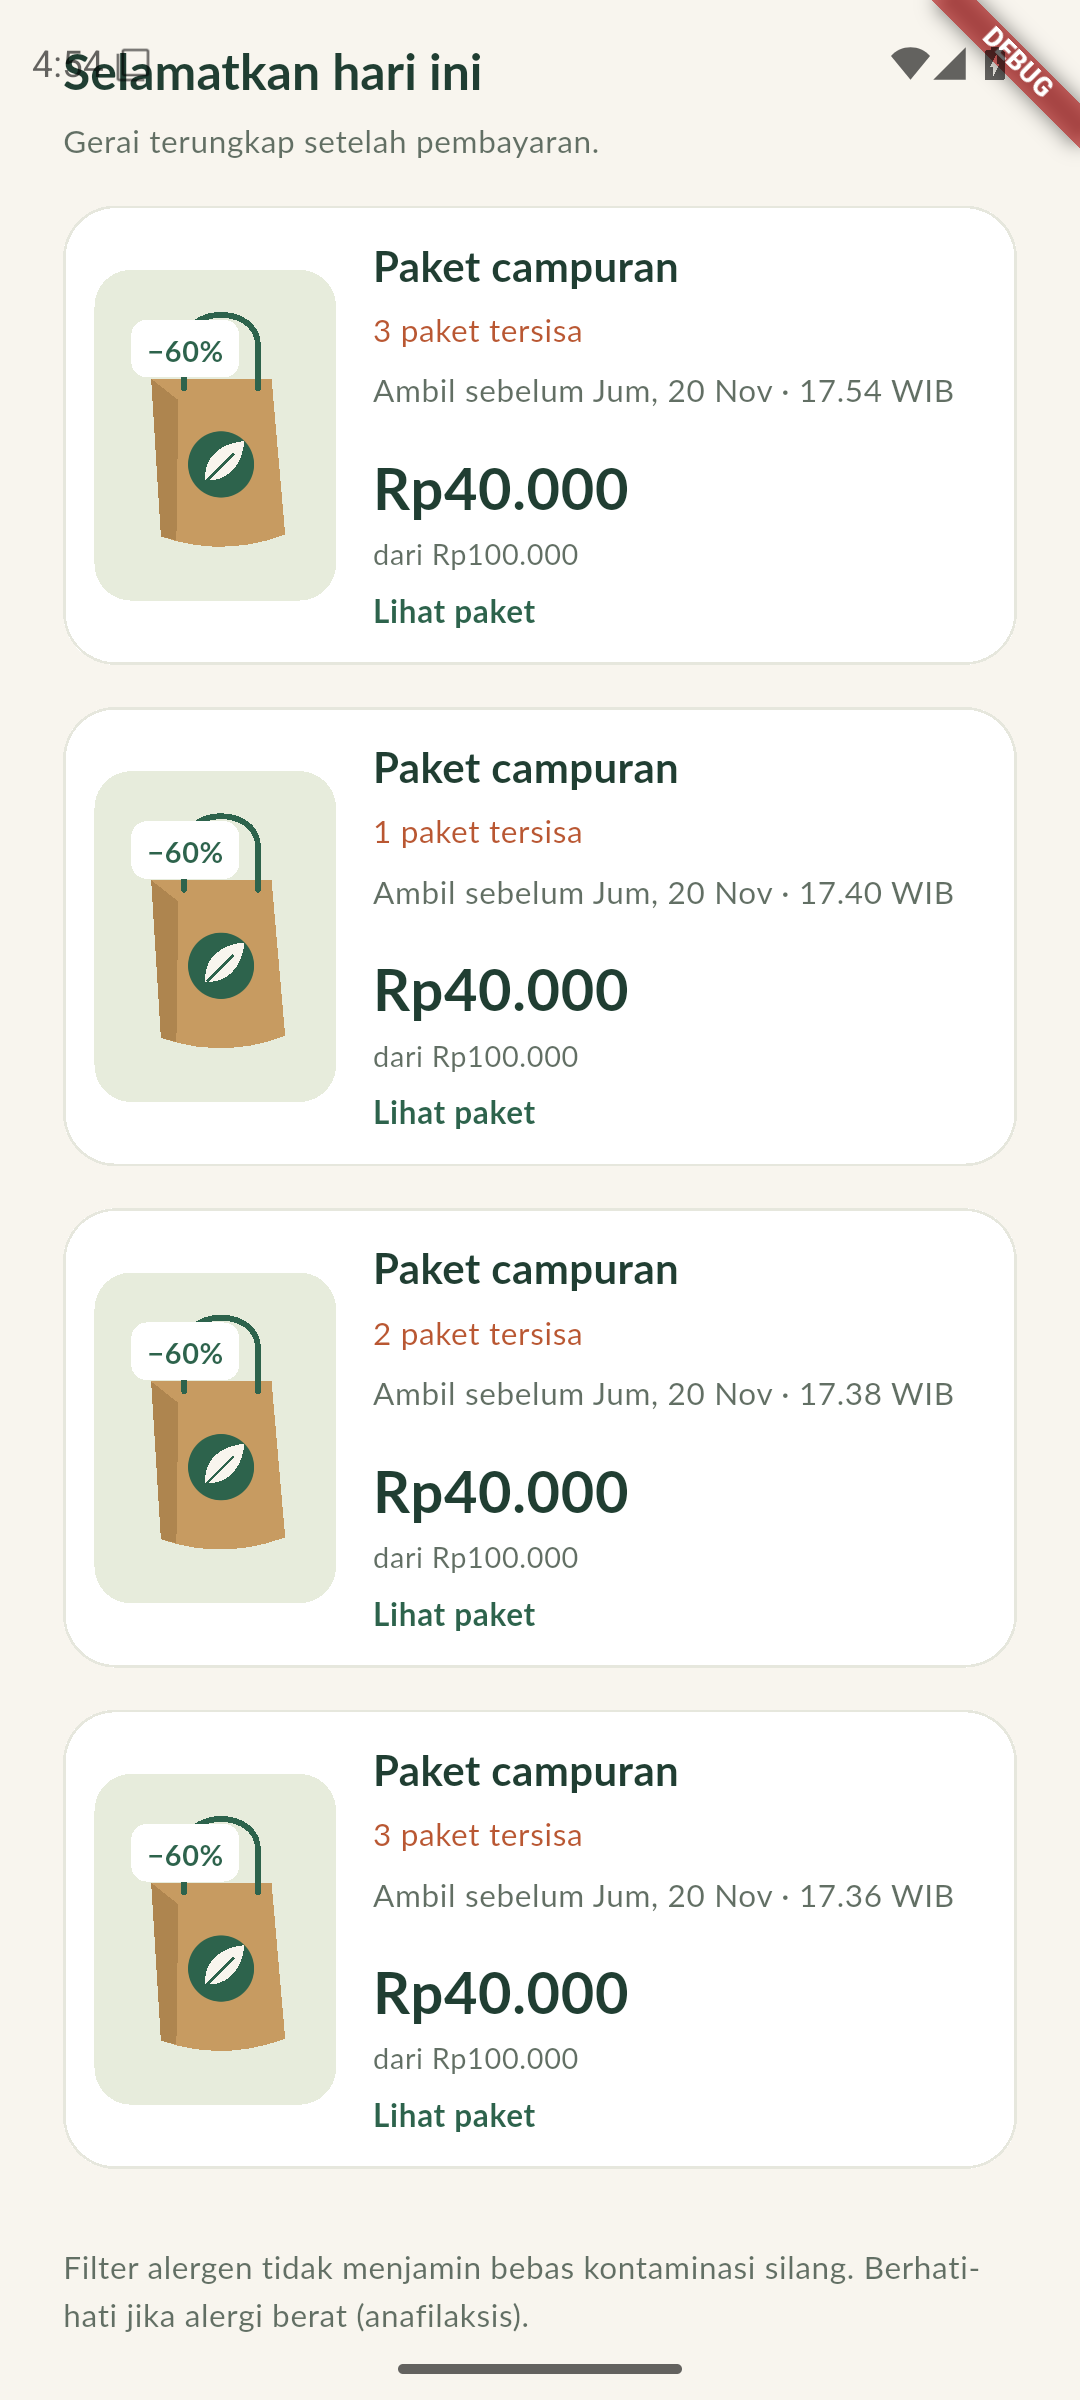 4:54
DEBUG
Selamatkan hari ini
Gerai terungkap setelah pembayaran.
−60%
Paket campuran
3 paket tersisa
Ambil sebelum Jum, 20 Nov · 17.54 WIB
Rp40.000
dari Rp100.000
Lihat paket
−60%
Paket campuran
1 paket tersisa
Ambil sebelum Jum, 20 Nov · 17.40 WIB
Rp40.000
dari Rp100.000
Lihat paket
−60%
Paket campuran
2 paket tersisa
Ambil sebelum Jum, 20 Nov · 17.38 WIB
Rp40.000
dari Rp100.000
Lihat paket
−60%
Paket campuran
3 paket tersisa
Ambil sebelum Jum, 20 Nov · 17.36 WIB
Rp40.000
dari Rp100.000
Lihat paket
Filter alergen tidak menjamin bebas kontaminasi silang. Berhati-
hati jika alergi berat (anafilaksis).